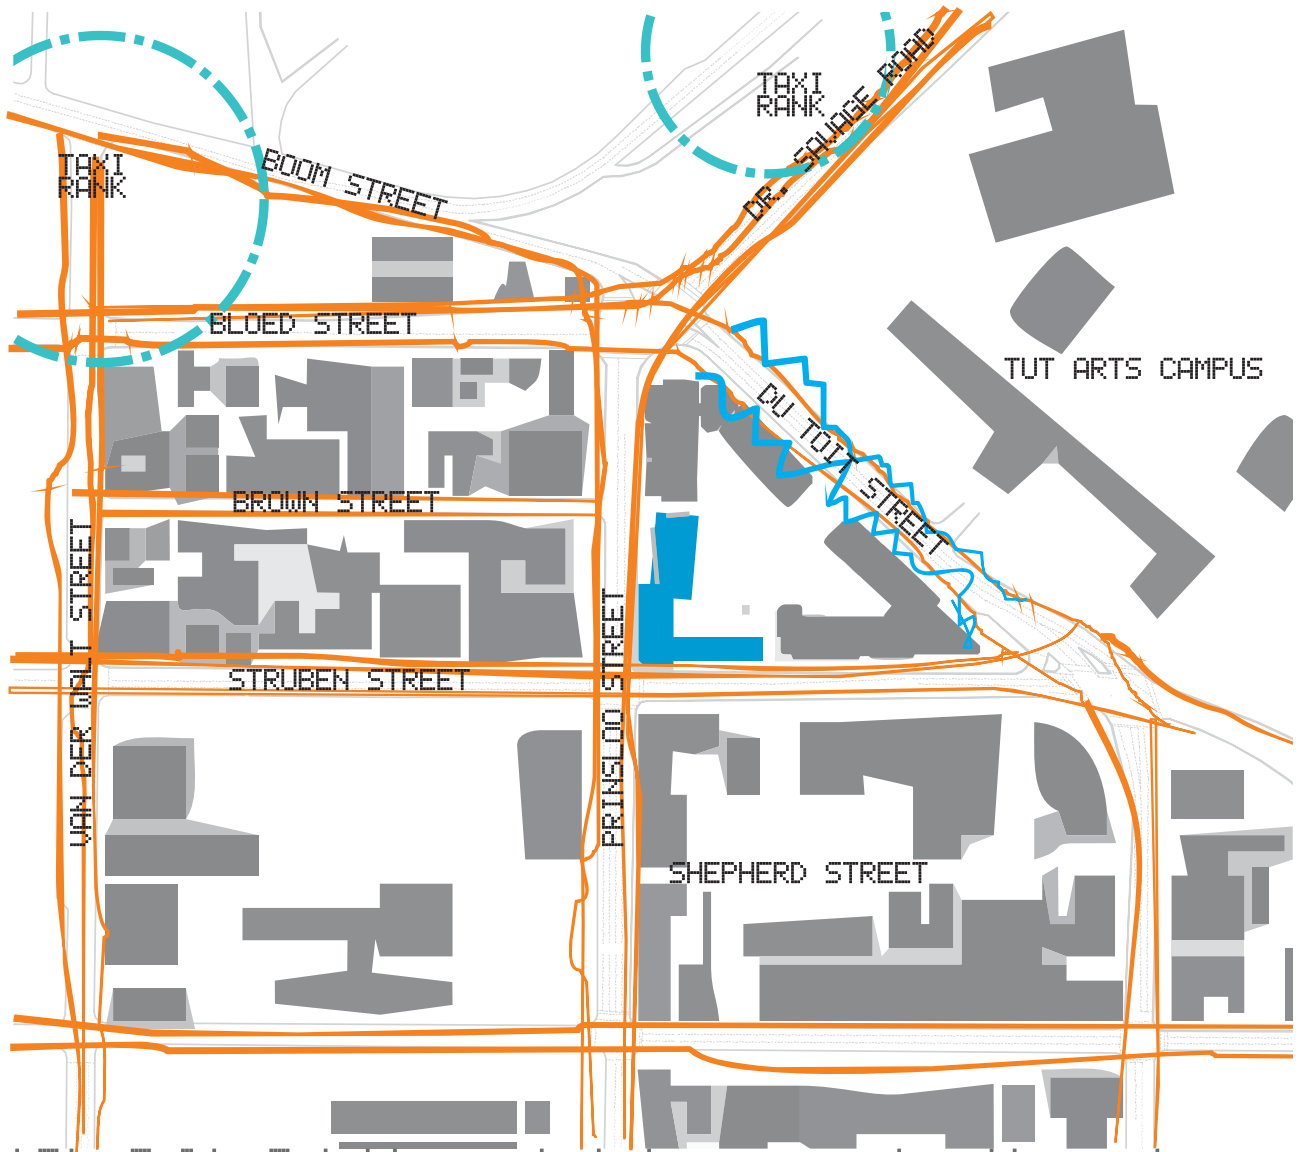 TAXI
RANK
DR. SAVAGE ROAD
TAXI
RANK
BOOM STREET
BLOED STREET
TUT ARTS CAMPUS
DU TOIT STREET
BROWN STREET
VAN DER WALT STREET
STRUBEN STREET
PRINSLOO STREET
SHEPHERD STREET